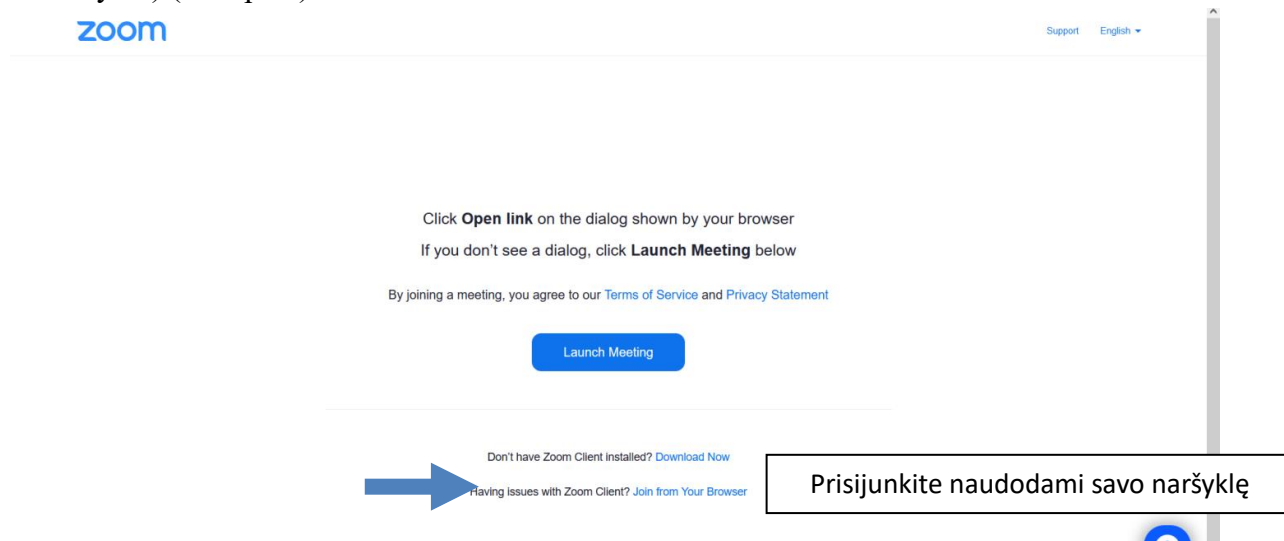 zoom
Support English
Click Open link on the dialog shown by your browser
If you don't see a dialog, click Launch Meeting below
By joining a meeting, you agree to our Terms of Service and Privacy Statement
Launch Meeting
Don't have Zoom Client installed? Download Now
Having issues with Zoom Client? Join from Your Browser
Prisijunkite naudodami savo naršyklę